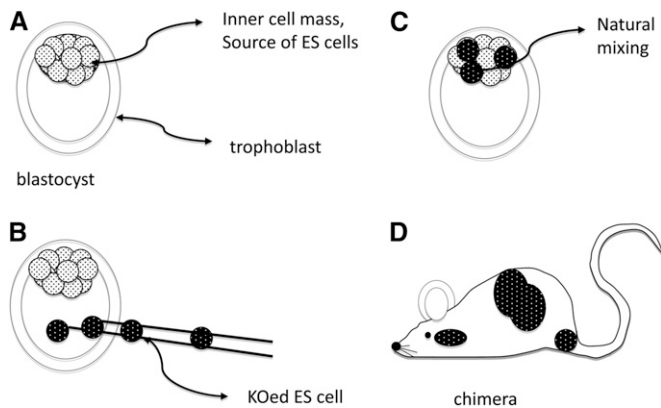 A
Inner cell mass,
Source of ES cells
trophoblast
blastocyst
B
KOed ES cell
C
Natural
mixing
D
chimera